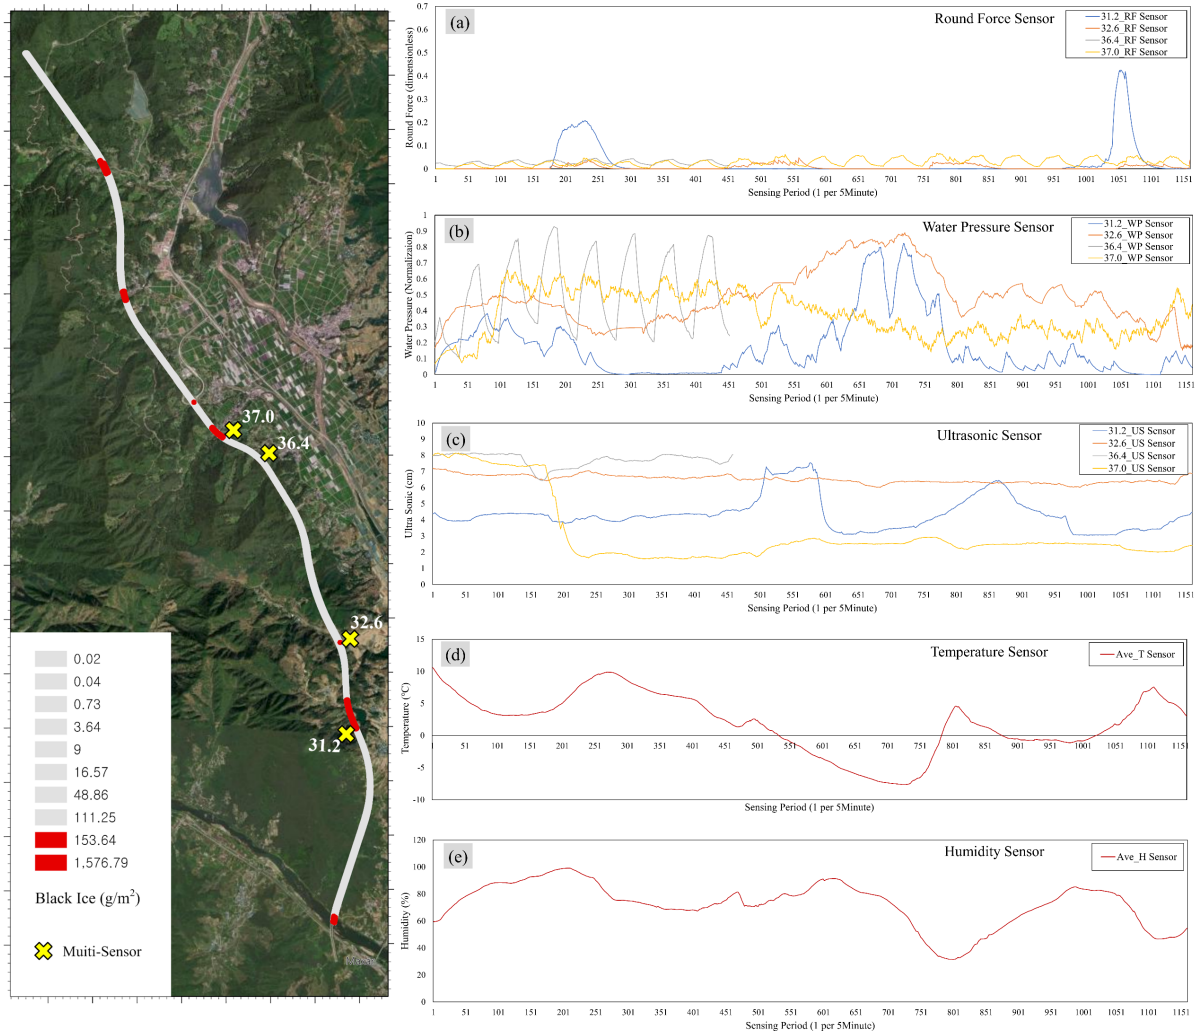 37.0
36.4
32.6
31.2
0.02
0.04
0.73
3.64
9
16.57
48.86
111.25
153.64
1,576.79
Black Ice (g/m²)
Muiti-Sensor
(a)
Round Force Sensor
31.2_RF Sensor
32.6_RF Sensor
36.4_RF Sensor
37.0_RF Sensor
Round Force (dimensionless)
0.7
0.6
0.5
0.4
0.3
0.2
0.1
0
1 51 101 151 201 251 301 351 401 451 501 551 601 651 701 751 801 851 901 951 1001 1051 1101 1151
Sensing Period (1 per 5Minute)
(b)
Water Pressure Sensor
31.2_WP Sensor
32.6_WP Sensor
36.4_WP Sensor
37.0_WP Sensor
Water Pressure (Normalizaion)
1
0.9
0.8
0.7
0.6
0.5
0.4
0.3
0.2
0.1
0
1 51 101 151 201 251 301 351 401 451 501 551 601 651 701 751 801 851 901 951 1001 1051 1101 1151
Sensing Period (1 per 5Minute)
(c)
Ultrasonic Sensor
31.2_US Sensor
32.6_US Sensor
36.4_US Sensor
37.0_US Sensor
Ultra Sonic (cm)
10
9
8
7
6
5
4
3
2
1
0
1 51 101 151 201 251 301 351 401 451 501 551 601 651 701 751 801 851 901 951 1001 1051 1101 1151
Sensing Period (1 per 5Minute)
(d)
Temperature Sensor
Ave_T Sensor
Temperature (°C)
15
10
5
0
-5
-10
1 51 101 151 201 251 301 351 401 451 501 551 601 651 701 751 801 851 901 951 1001 1051 1101 1151
Sensing Period (1 per 5Minute)
(e)
Humidity Sensor
Ave_H Sensor
Humidity (%)
120
100
80
60
40
20
0
1 51 101 151 201 251 301 351 401 451 501 551 601 651 701 751 801 851 901 951 1001 1051 1101 1151
Sensing Period (1 per 5Minute)